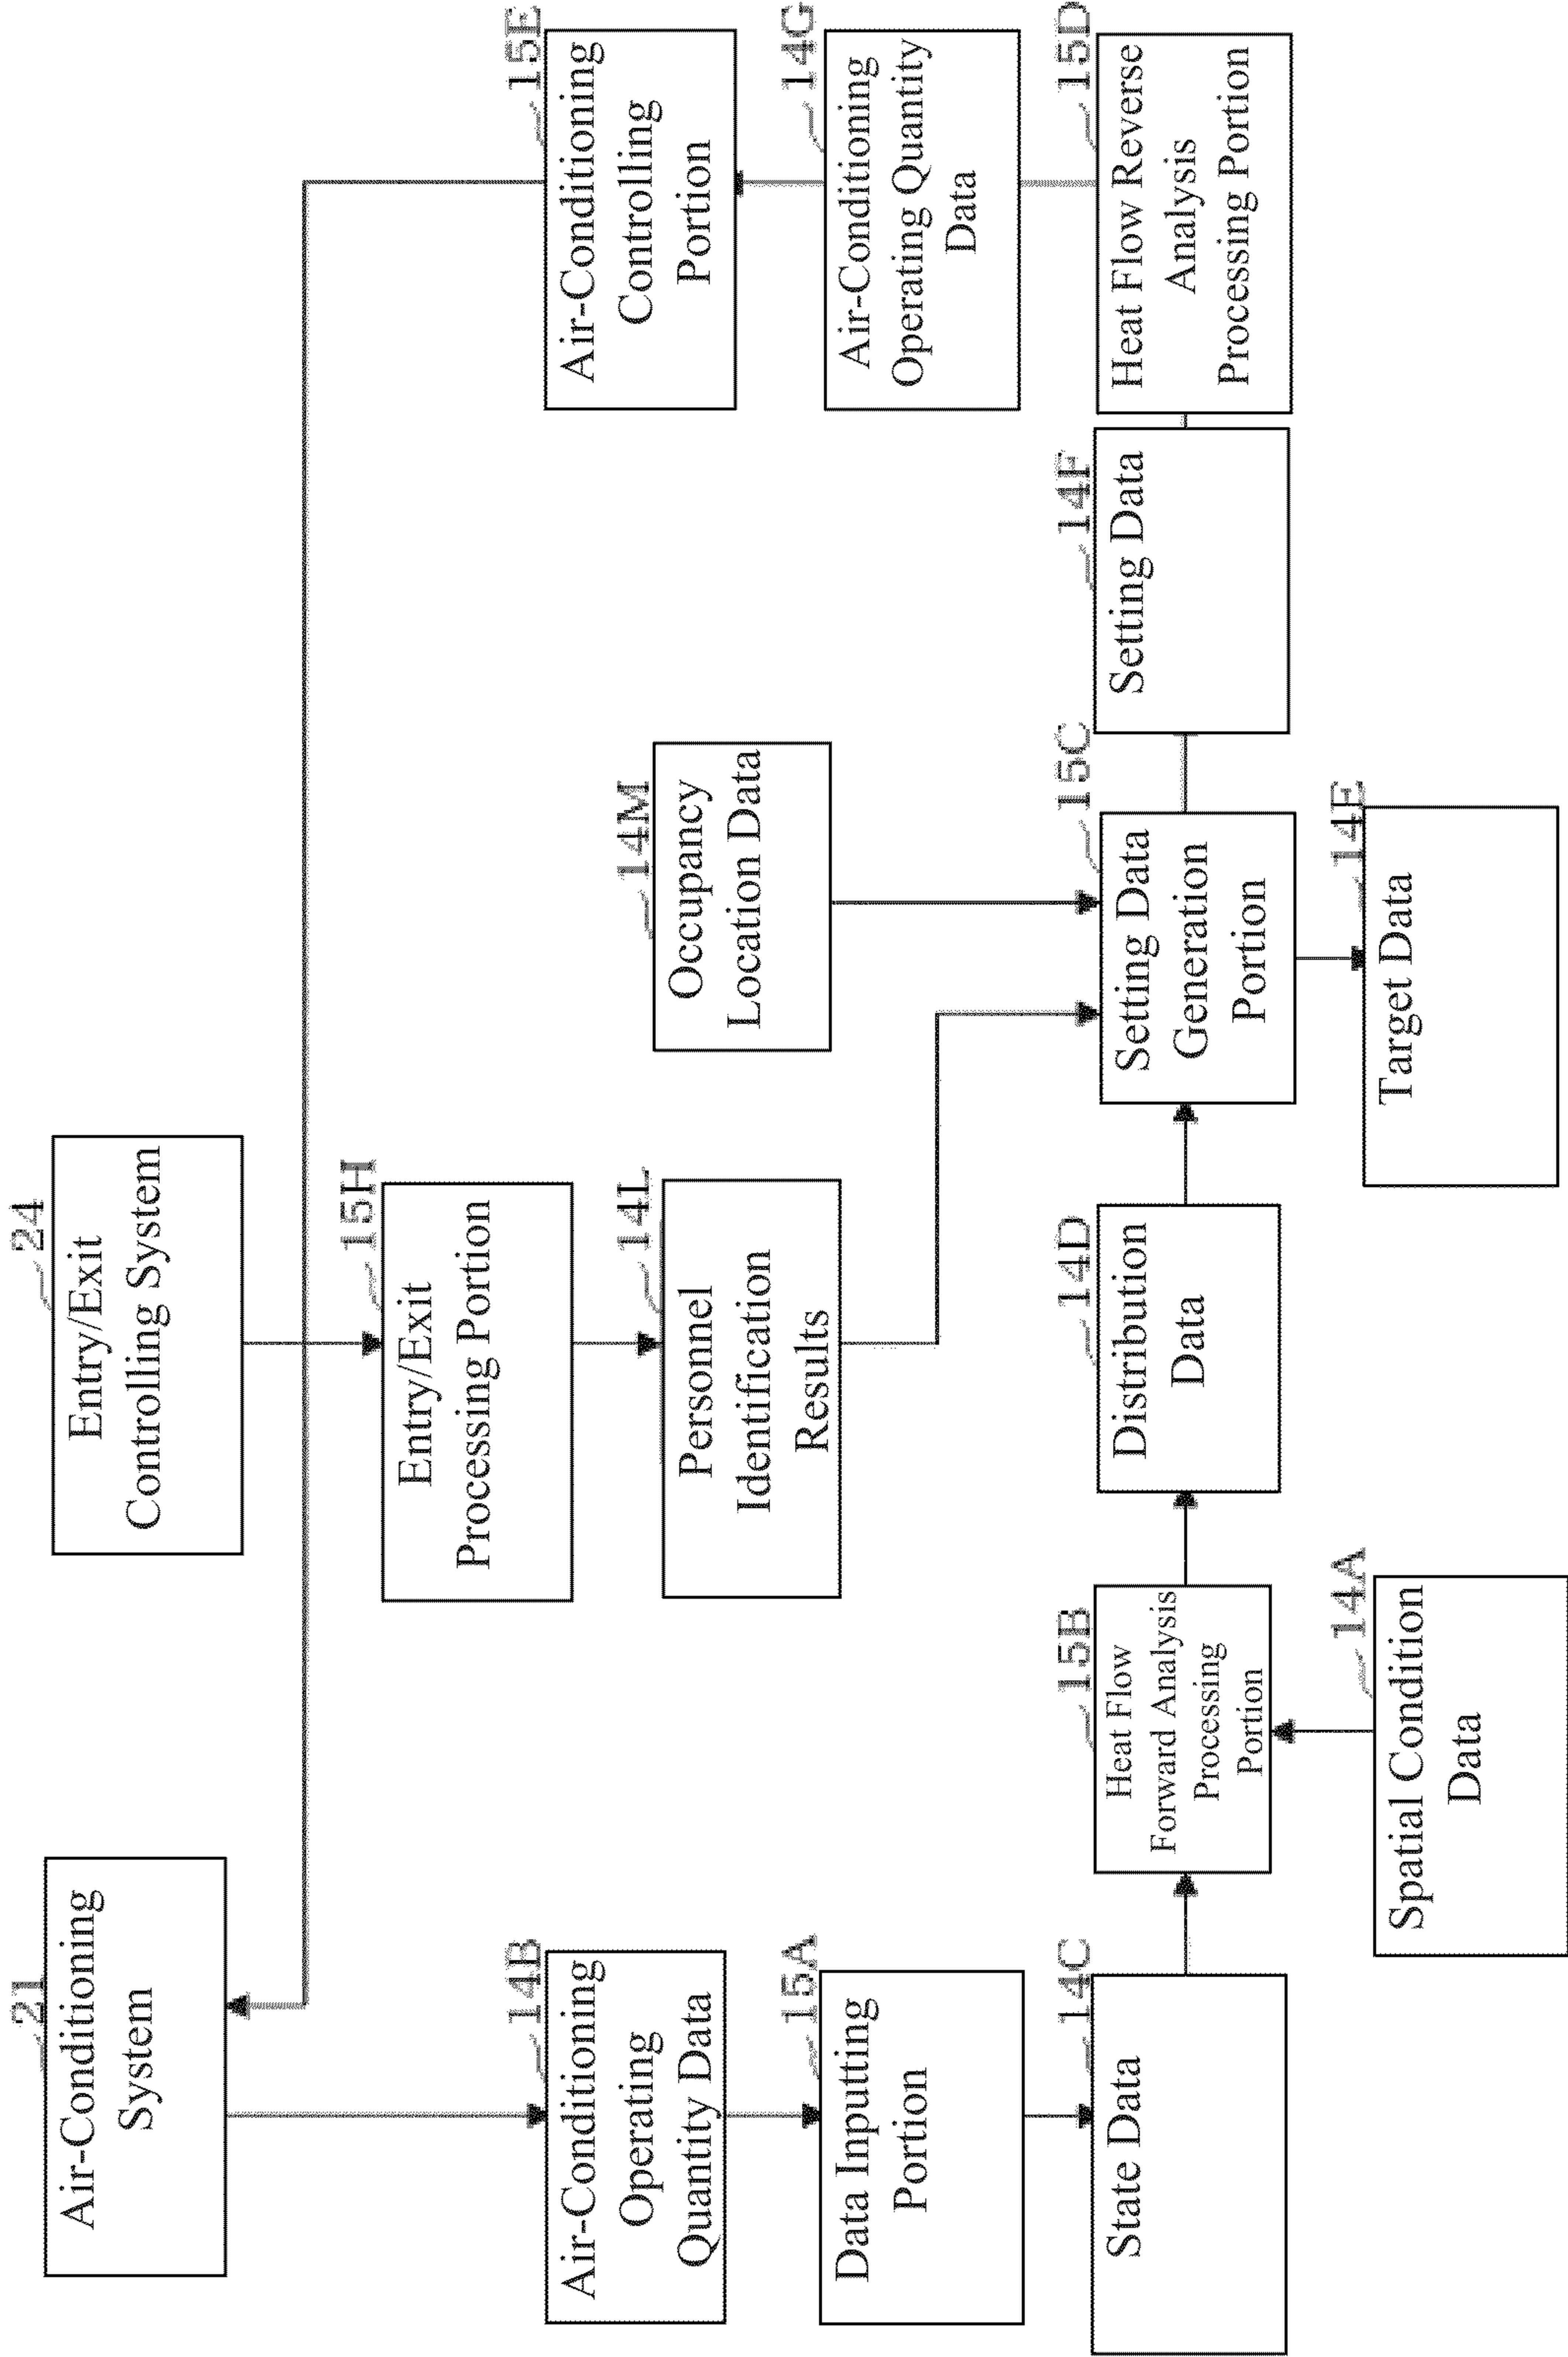 21
Air-Conditioning
System
24
Entry/Exit
Controlling System
15H
Entry/Exit
Processing Portion
14B
Air-Conditioning
Operating
Quantity Data
14L
Personnel
Identification
Results
14M
Occupancy
Location Data
15E
Air-Conditioning
Controlling
Portion
15A
Data Inputting
Portion
14G
Air-Conditioning
Operating Quantity
Data
14C
State Data
15B
Heat Flow
Forward Analysis
Processing
Portion
14D
Distribution
Data
15C
Setting Data
Generation
Portion
14F
Setting Data
15D
Heat Flow Reverse
Analysis
Processing Portion
14A
Spatial Condition
Data
14E
Target Data